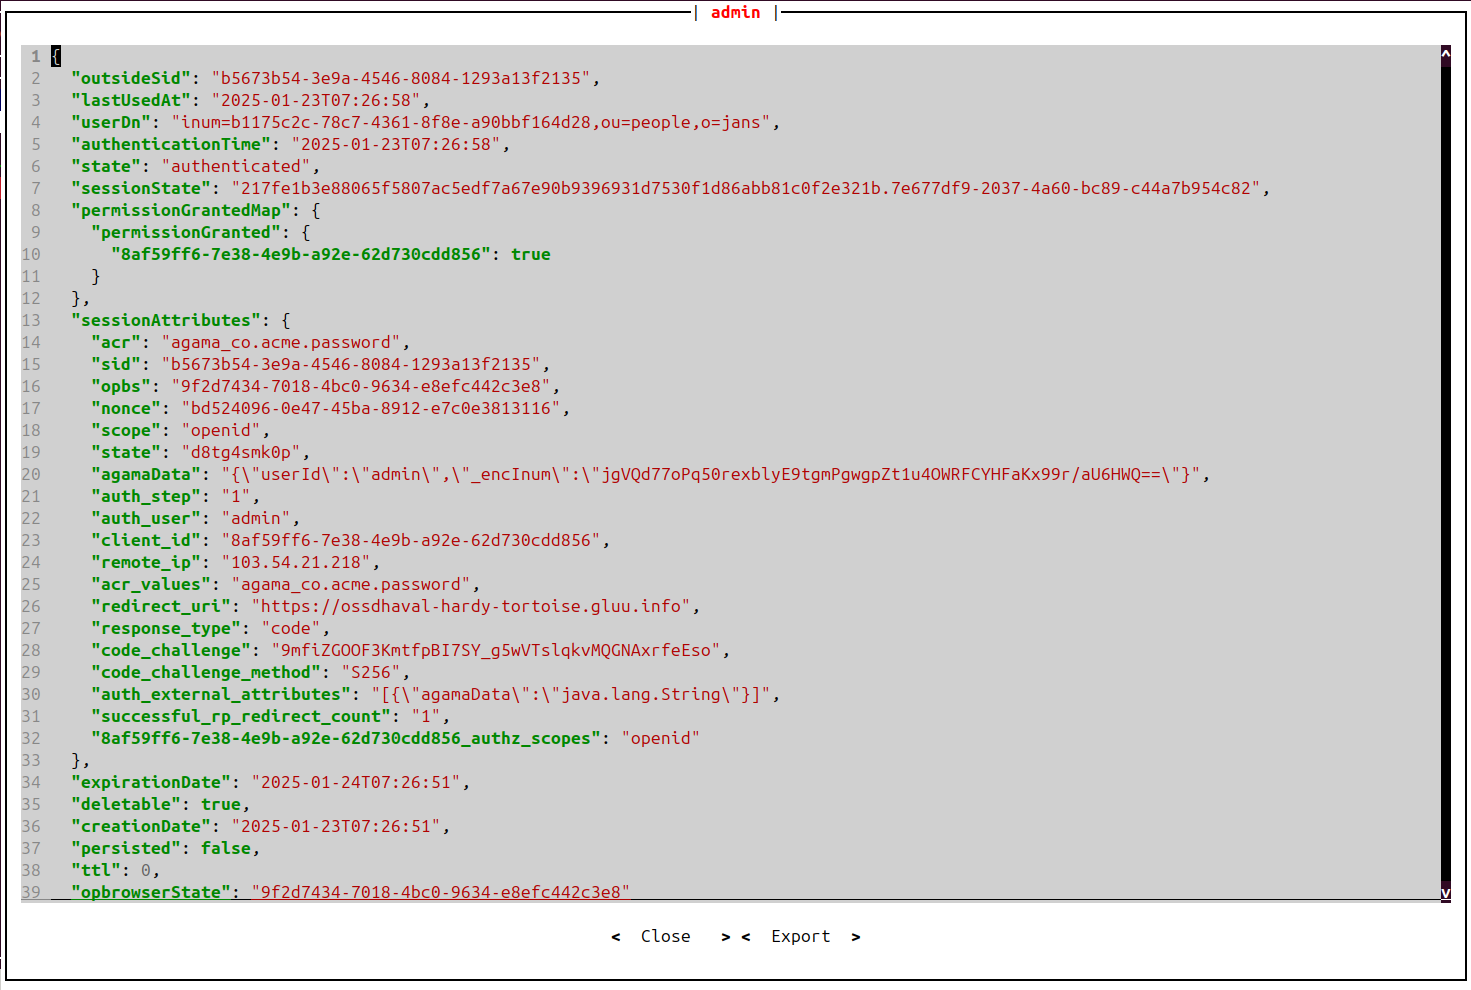 | admin |
1 {
2 "outsideSid": "b5673b54-3e9a-4546-8084-1293a13f2135",
3 "lastUsedAt": "2025-01-23T07:26:58",
4 "userDn": "inum=b1175c2c-78c7-4361-8f8e-a90bbf164d28,ou=people,o=jans",
5 "authenticationTime": "2025-01-23T07:26:58",
6 "state": "authenticated",
7 "sessionState": "217fe1b3e88065f5807ac5edf7a67e90b9396931d7530f1d86abb81c0f2e321b.7e677df9-2037-4a60-bc89-c44a7b954c82",
8 "permissionGrantedMap": {
9 "permissionGranted": {
10 "8af59ff6-7e38-4e9b-a92e-62d730cdd856": true
11 }
12 },
13 "sessionAttributes": {
14 "acr": "agama_co.acme.password",
15 "sid": "b5673b54-3e9a-4546-8084-1293a13f2135",
16 "opbs": "9f2d7434-7018-4bc0-9634-e8efc442c3e8",
17 "nonce": "bd524096-0e47-45ba-8912-e7c0e3813116",
18 "scope": "openid",
19 "state": "d8tg4smk0p",
20 "agamaData": "{\"userId\":\"admin\",\"_encInum\":\"jgVQd77oPq50rexblyE9tgmPgwgpZt1u4OWRFCYHFaKx99r/aU6HWQ==\"}",
21 "auth_step": "1",
22 "auth_user": "admin",
23 "client_id": "8af59ff6-7e38-4e9b-a92e-62d730cdd856",
24 "remote_ip": "103.54.21.218",
25 "acr_values": "agama_co.acme.password",
26 "redirect_uri": "https://ossdhaval-hardy-tortoise.gluu.info",
27 "response_type": "code",
28 "code_challenge": "9mfiZGOOF3KmtfpBI7SY_g5wVTslqkvMQGNAxrfeEso",
29 "code_challenge_method": "S256",
30 "auth_external_attributes": "[{\"agamaData\":\"java.lang.String\"}]",
31 "successful_rp_redirect_count": "1",
32 "8af59ff6-7e38-4e9b-a92e-62d730cdd856_authz_scopes": "openid"
33 },
34 "expirationDate": "2025-01-24T07:26:51",
35 "deletable": true,
36 "creationDate": "2025-01-23T07:26:51",
37 "persisted": false,
38 "ttl": 0,
39 "opbrowserState": "9f2d7434-7018-4bc0-9634-e8efc442c3e8"
< Close > < Export >